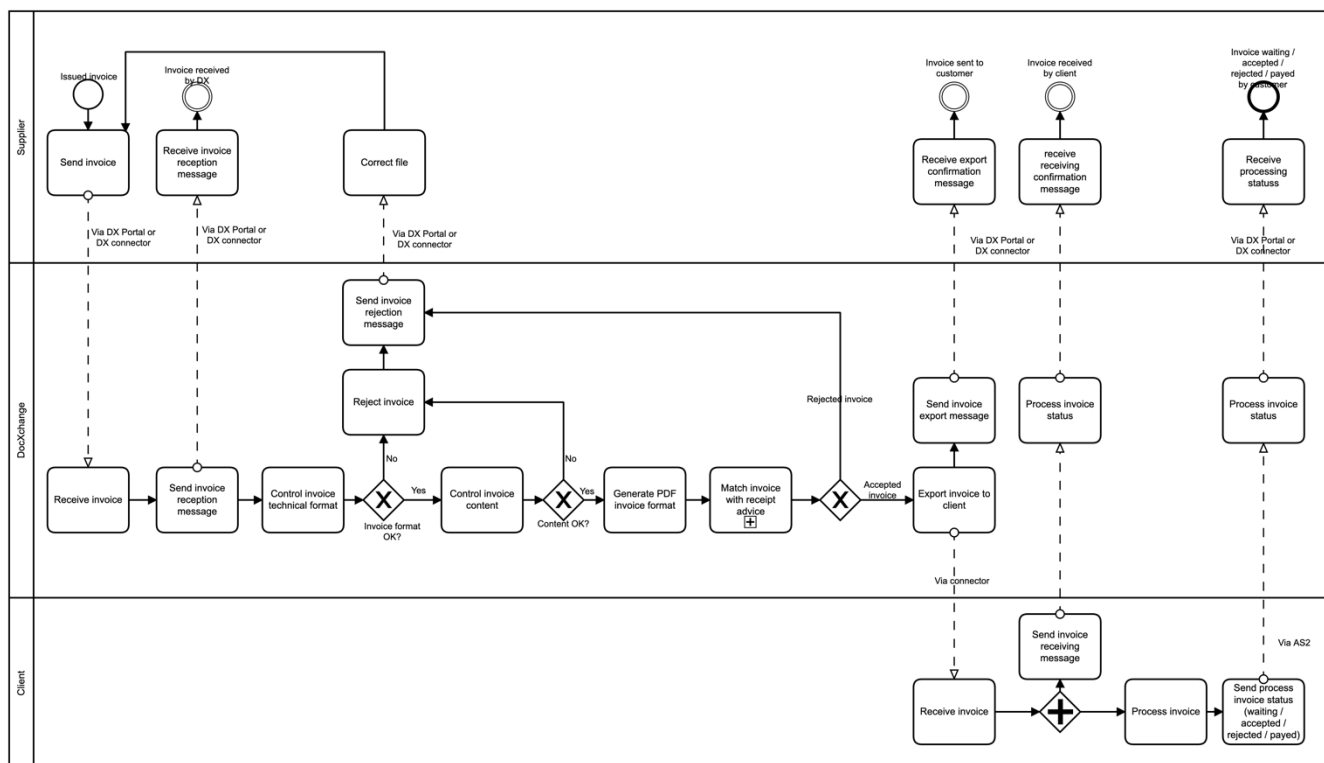 Supplier
Issued invoice
Send invoice
Invoice received
by DX
Receive invoice
reception
message
Correct file
Invoice sent to
customer
Receive export
confirmation
message
Invoice received
by client
receive
receiving
confirmation
message
Invoice waiting /
accepted /
rejected / payed
by customer
Receive
processing
statuss
Via DX Portal or
DX connector
Via DX Portal or
DX connector
Via DX Portal or
DX connector
Via DX Portal or
DX connector
Via DX Portal or
DX connector
DocXchange
Send invoice
rejection
message
Reject invoice
Rejected invoice
Send invoice
export message
Process invoice
status
Process invoice
status
No
No
Receive invoice
Send invoice
reception
message
Control invoice
technical format
Yes
Invoice format
OK?
Control invoice
content
Yes
Content OK?
Generate PDF
invoice format
Match invoice
with receipt
advice
Accepted
invoice
Export invoice to
client
Via connector
Client
Send invoice
receiving
message
Via AS2
Receive invoice
Process invoice
Send process
invoice status
(waiting /
accepted /
rejected / payed)